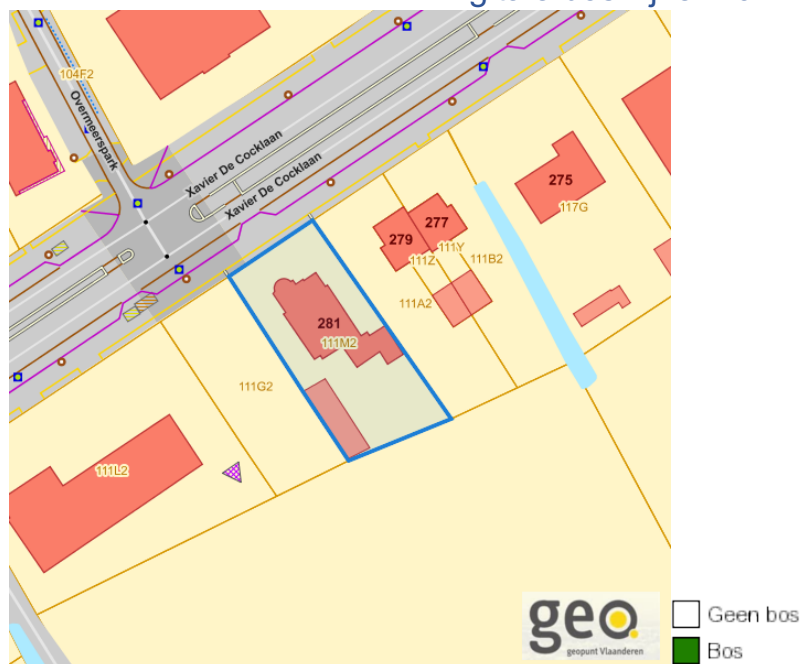 104F2
Overmeerspark
Xavier De Cocklaan
Xavier De Cocklaan
275
117G
277
279
111Y
111Z
111B2
111A2
281
111M2
111G2
111L2
geo
geopunt Vlaanderen
Geen bos
Bos